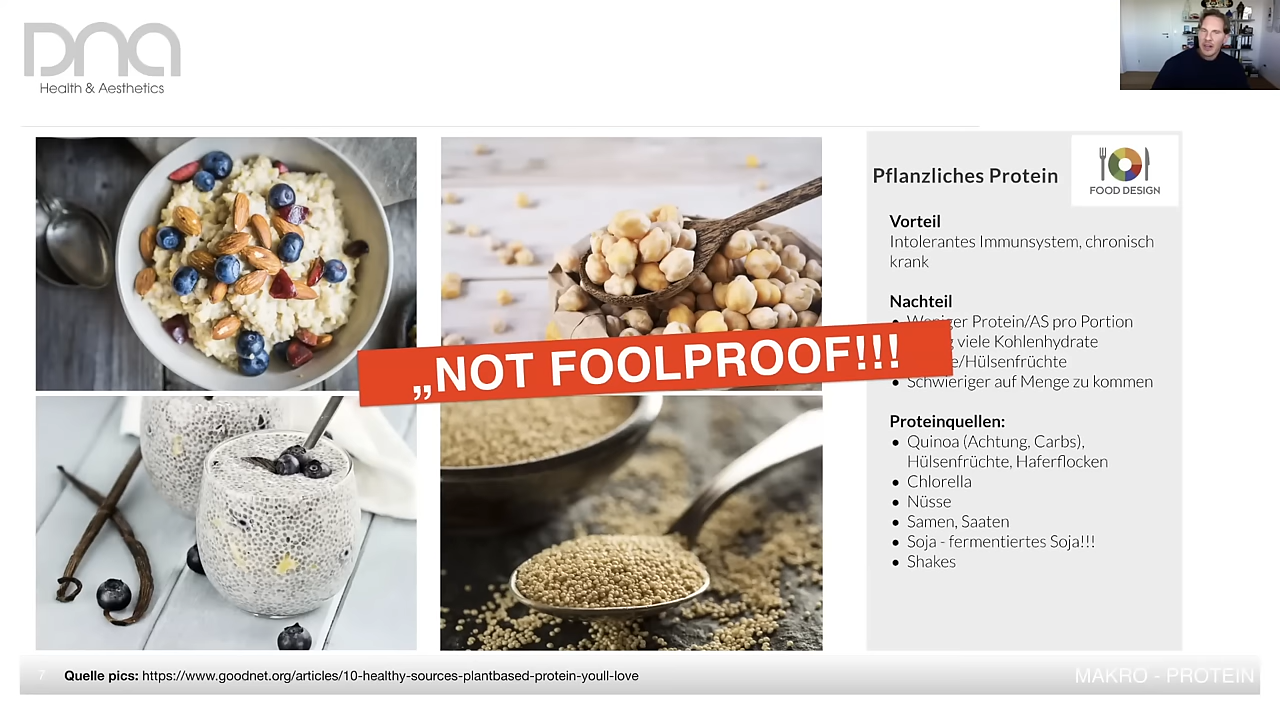 DNA
Health & Aesthetics
Pflanzliches Protein
FOOD DESIGN
Vorteil
Intolerantes Immunsystem, chronisch
krank
Nachteil
Weniger Protein/AS pro Portion
viele Kohlenhydrate
„NOT FOOLPROOF!!!
/Hülsenfrüchte
Schwieriger auf Menge zu kommen
Proteinquellen:
• Quinoa (Achtung, Carbs),
Hülsenfrüchte, Haferflocken
• Chlorella
• Nüsse
• Samen, Saaten
• Soja - fermentiertes Soja!!!
• Shakes
7 Quelle pics: https://www.goodnet.org/articles/10-healthy-sources-plantbased-protein-youll-love
MAKRO - PROTEIN